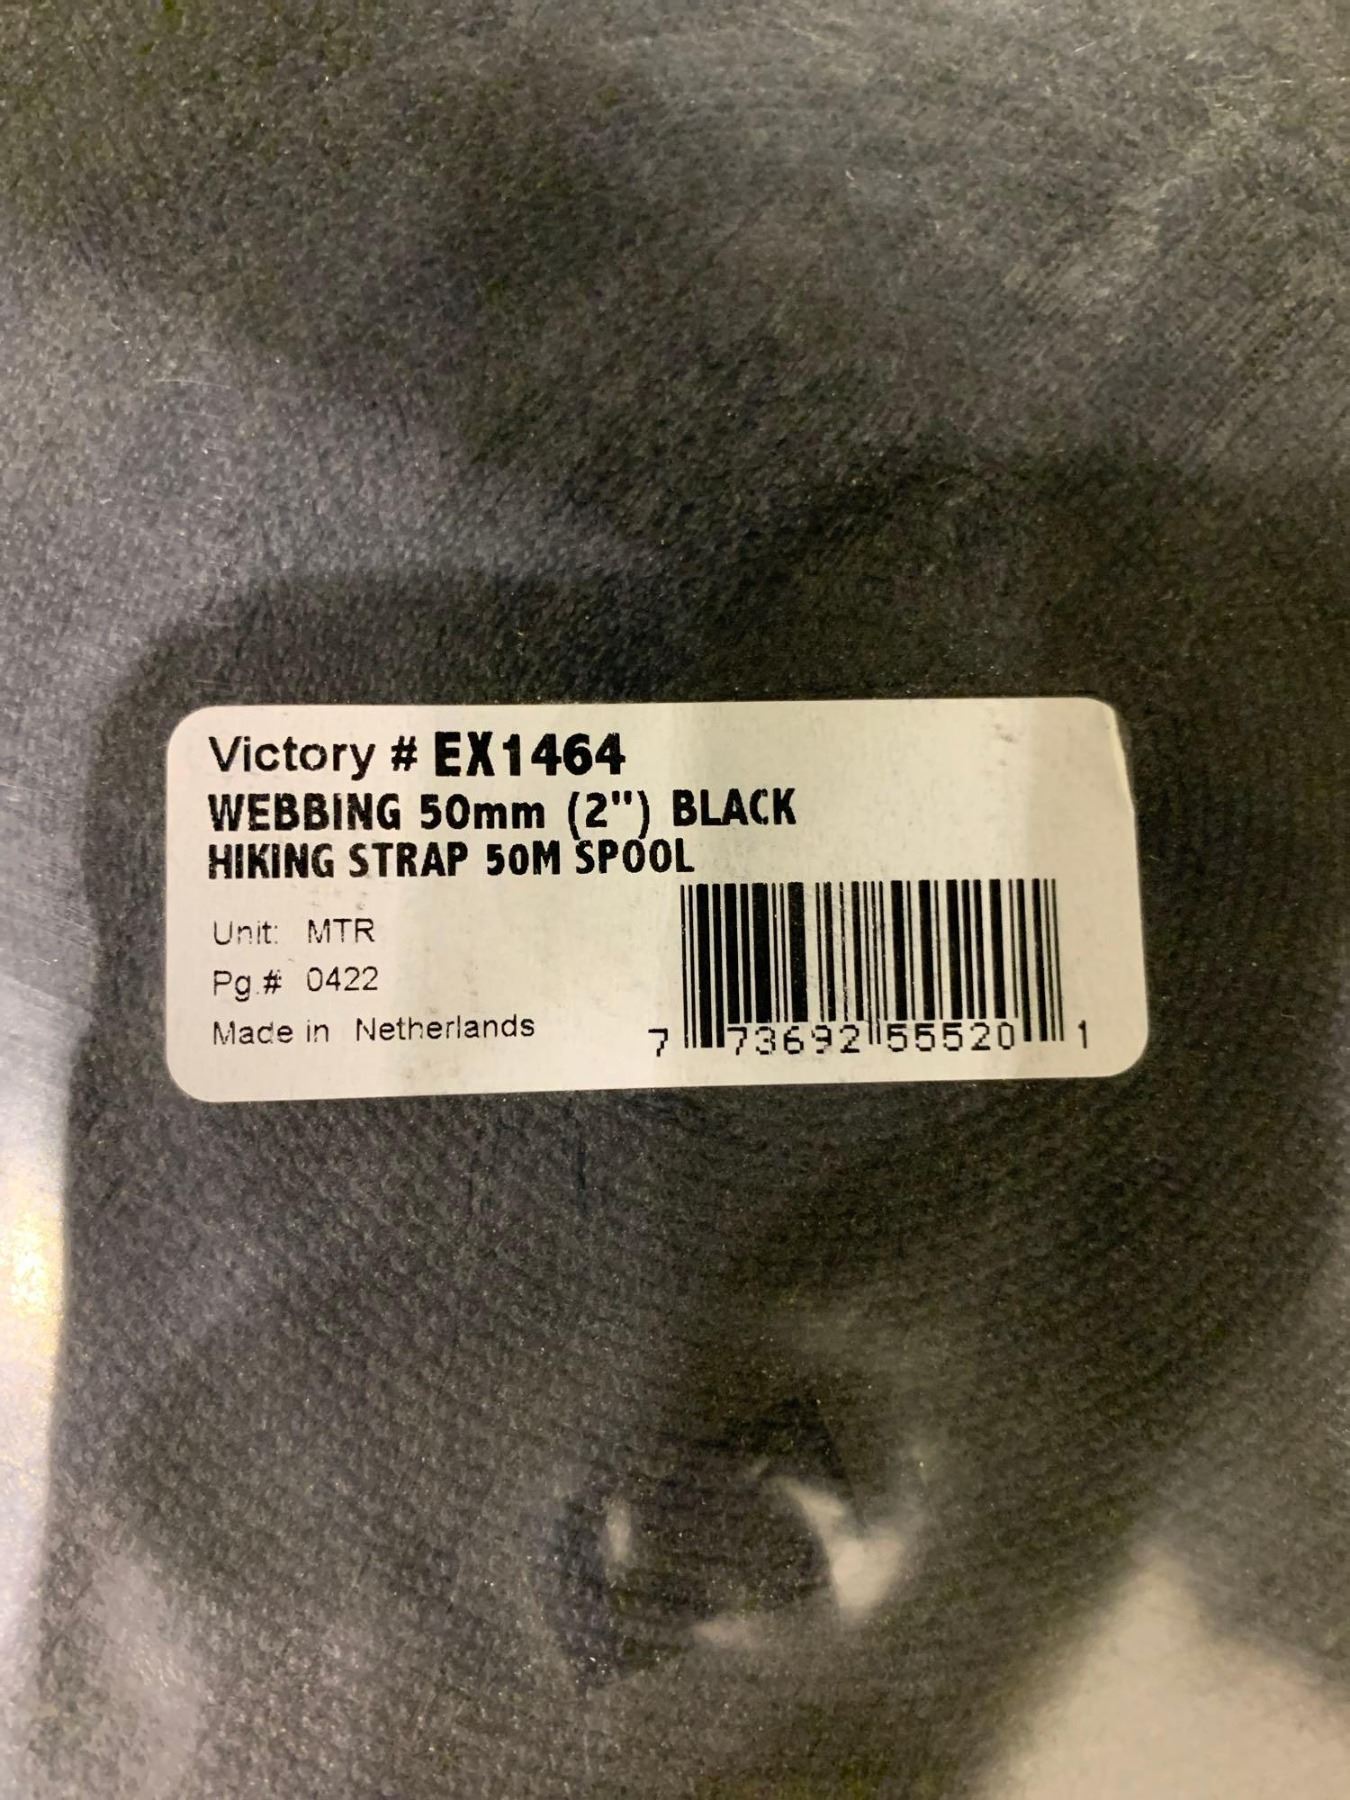 Victory # EX1464
WEBBING 50mm (2") BLACK
HIKING STRAP 50M SPOOL
Unit: MTR
Pg.# 0422
Made in Netherlands
7 73692 55520 1